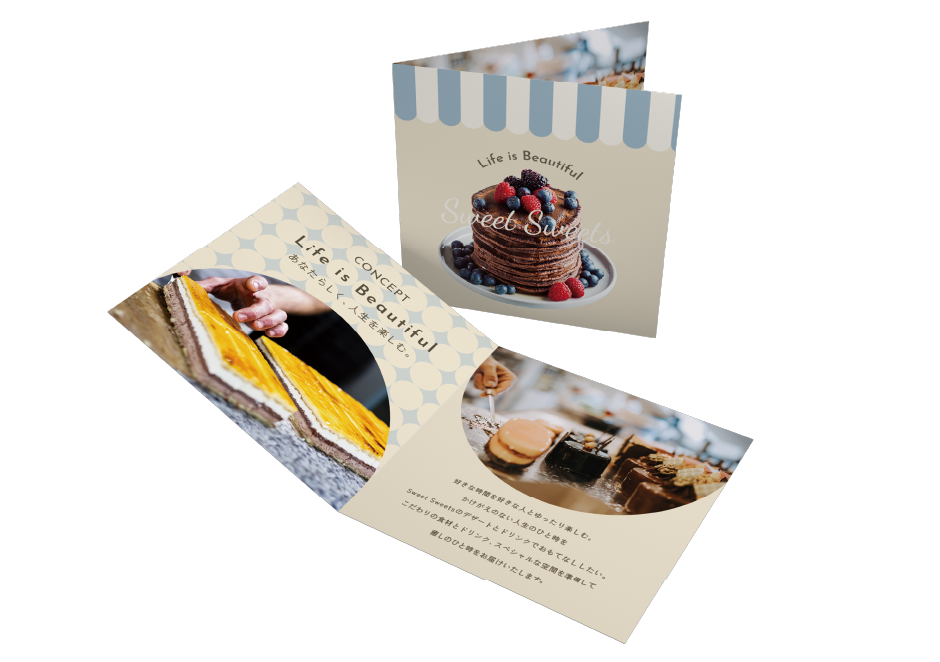 Life is Beautiful
Sweet Sweets
CONCEPT
Life is Beautiful
あなたらしく、人生を楽しむ。
好きな時間を好きな人とゆったり楽しむ。
かけがえのない人生のひと時を
Sweet Sweetsのデザートとドリンクでおもてなししたい。
こだわりの食材とドリンク、スペシャルな空間を準備して
癒しのひと時をお届けいたします。